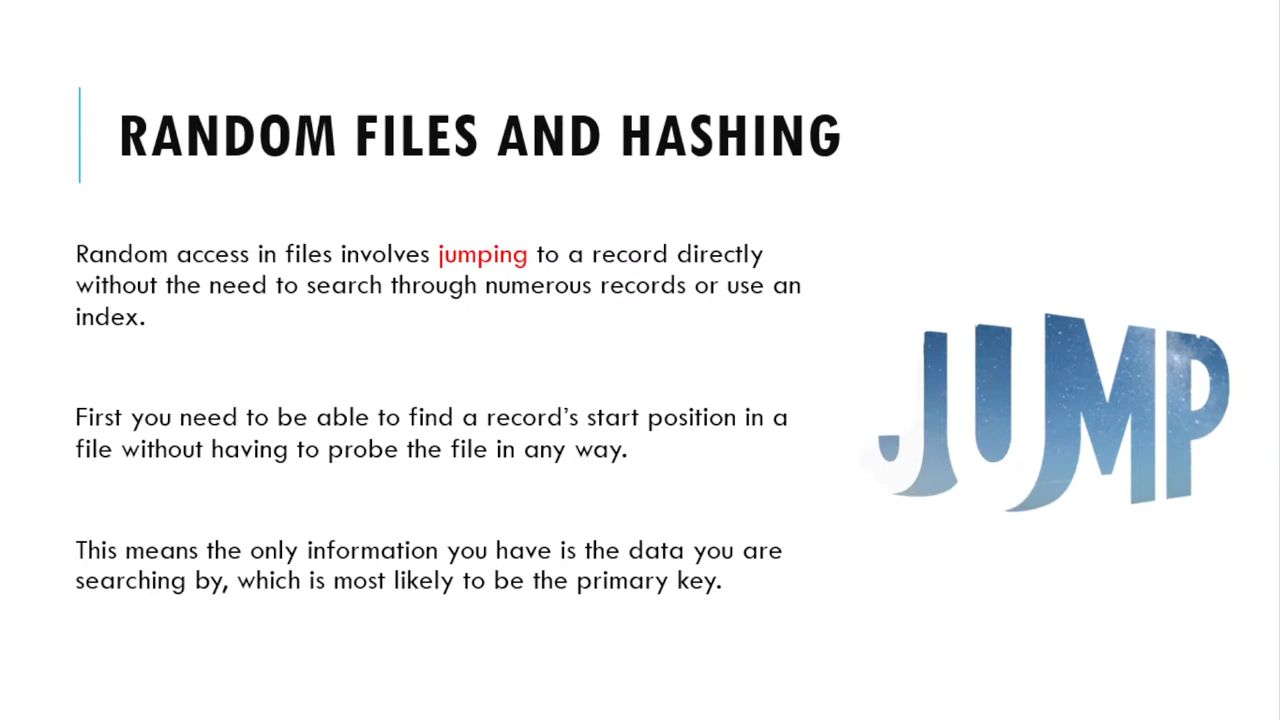 RANDOM FILES AND HASHING
Random access in files involves jumping to a record directly
without the need to search through numerous records or use an
index.
First you need to be able to find a record's start position in a
file without having to probe the file in any way.
This means the only information you have is the data you are
searching by, which is most likely to be the primary key.
JUMP